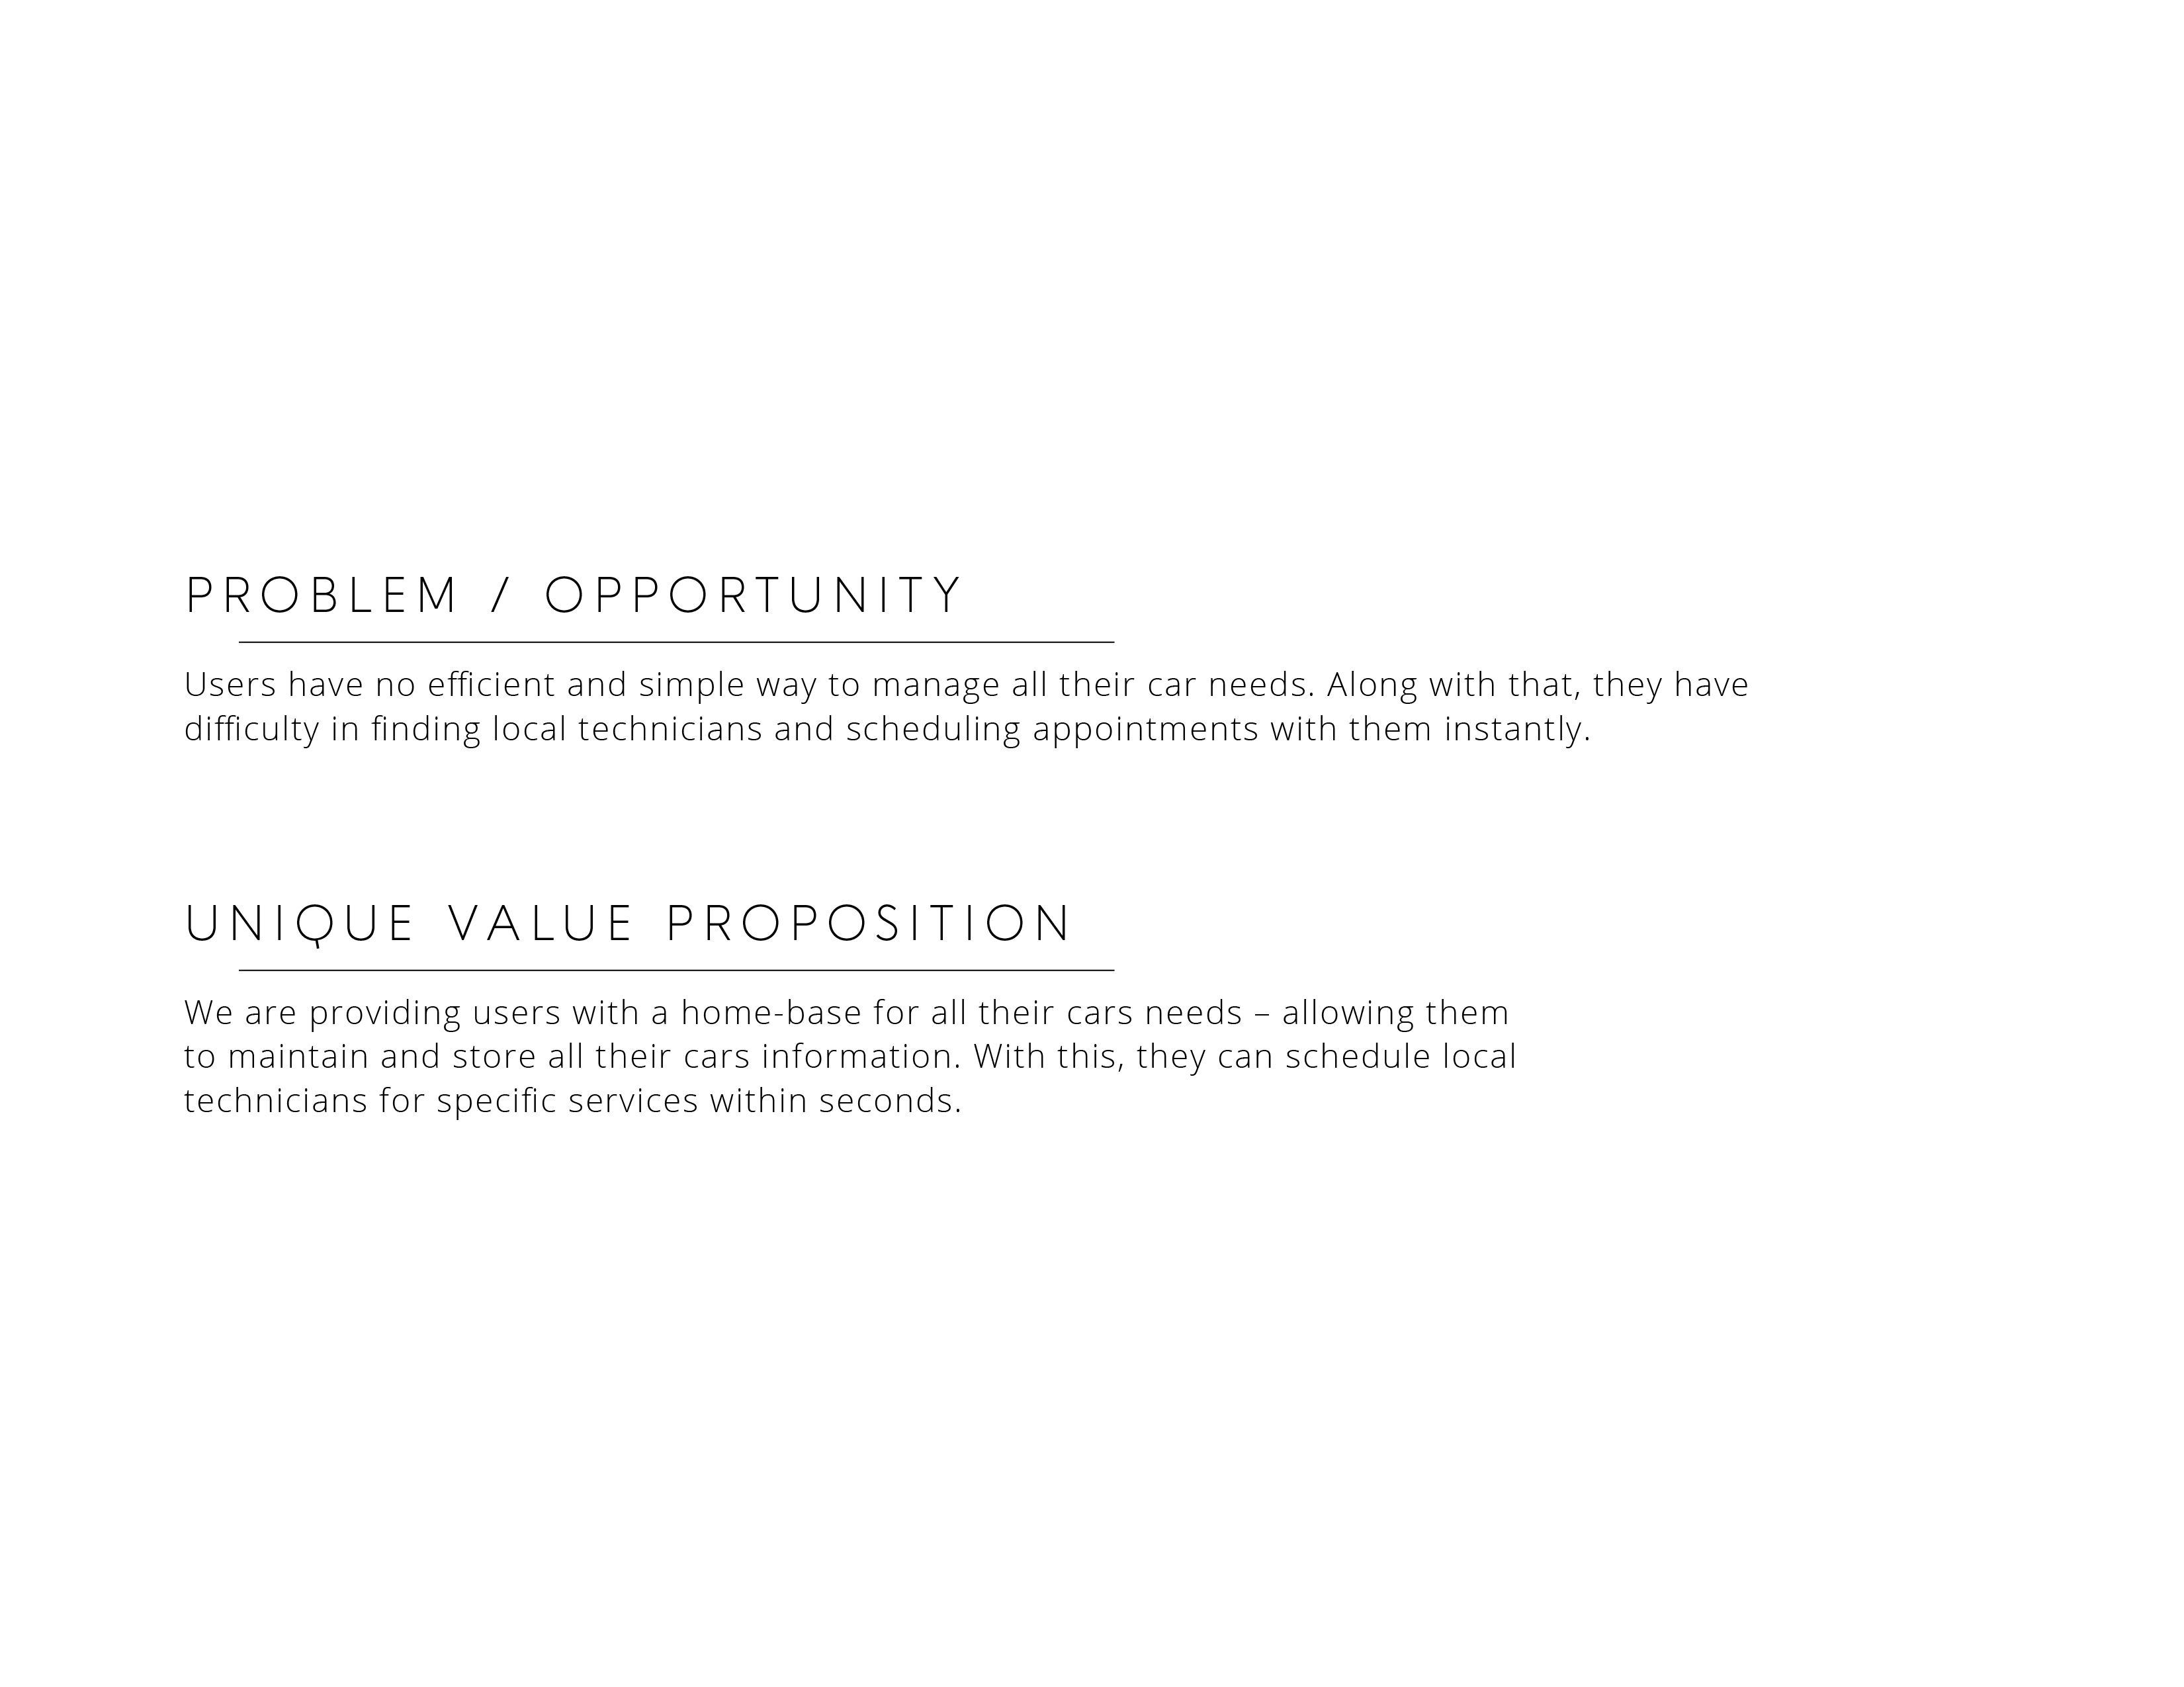 PROBLEM / OPPORTUNITY
Users have no efficient and simple way to manage all their car needs. Along with that, they have
difficulty in finding local technicians and scheduling appointments with them instantly.
UNIQUE VALUE PROPOSITION
We are providing users with a home-base for all their cars needs – allowing them
to maintain and store all their cars information. With this, they can schedule local
technicians for specific services within seconds.